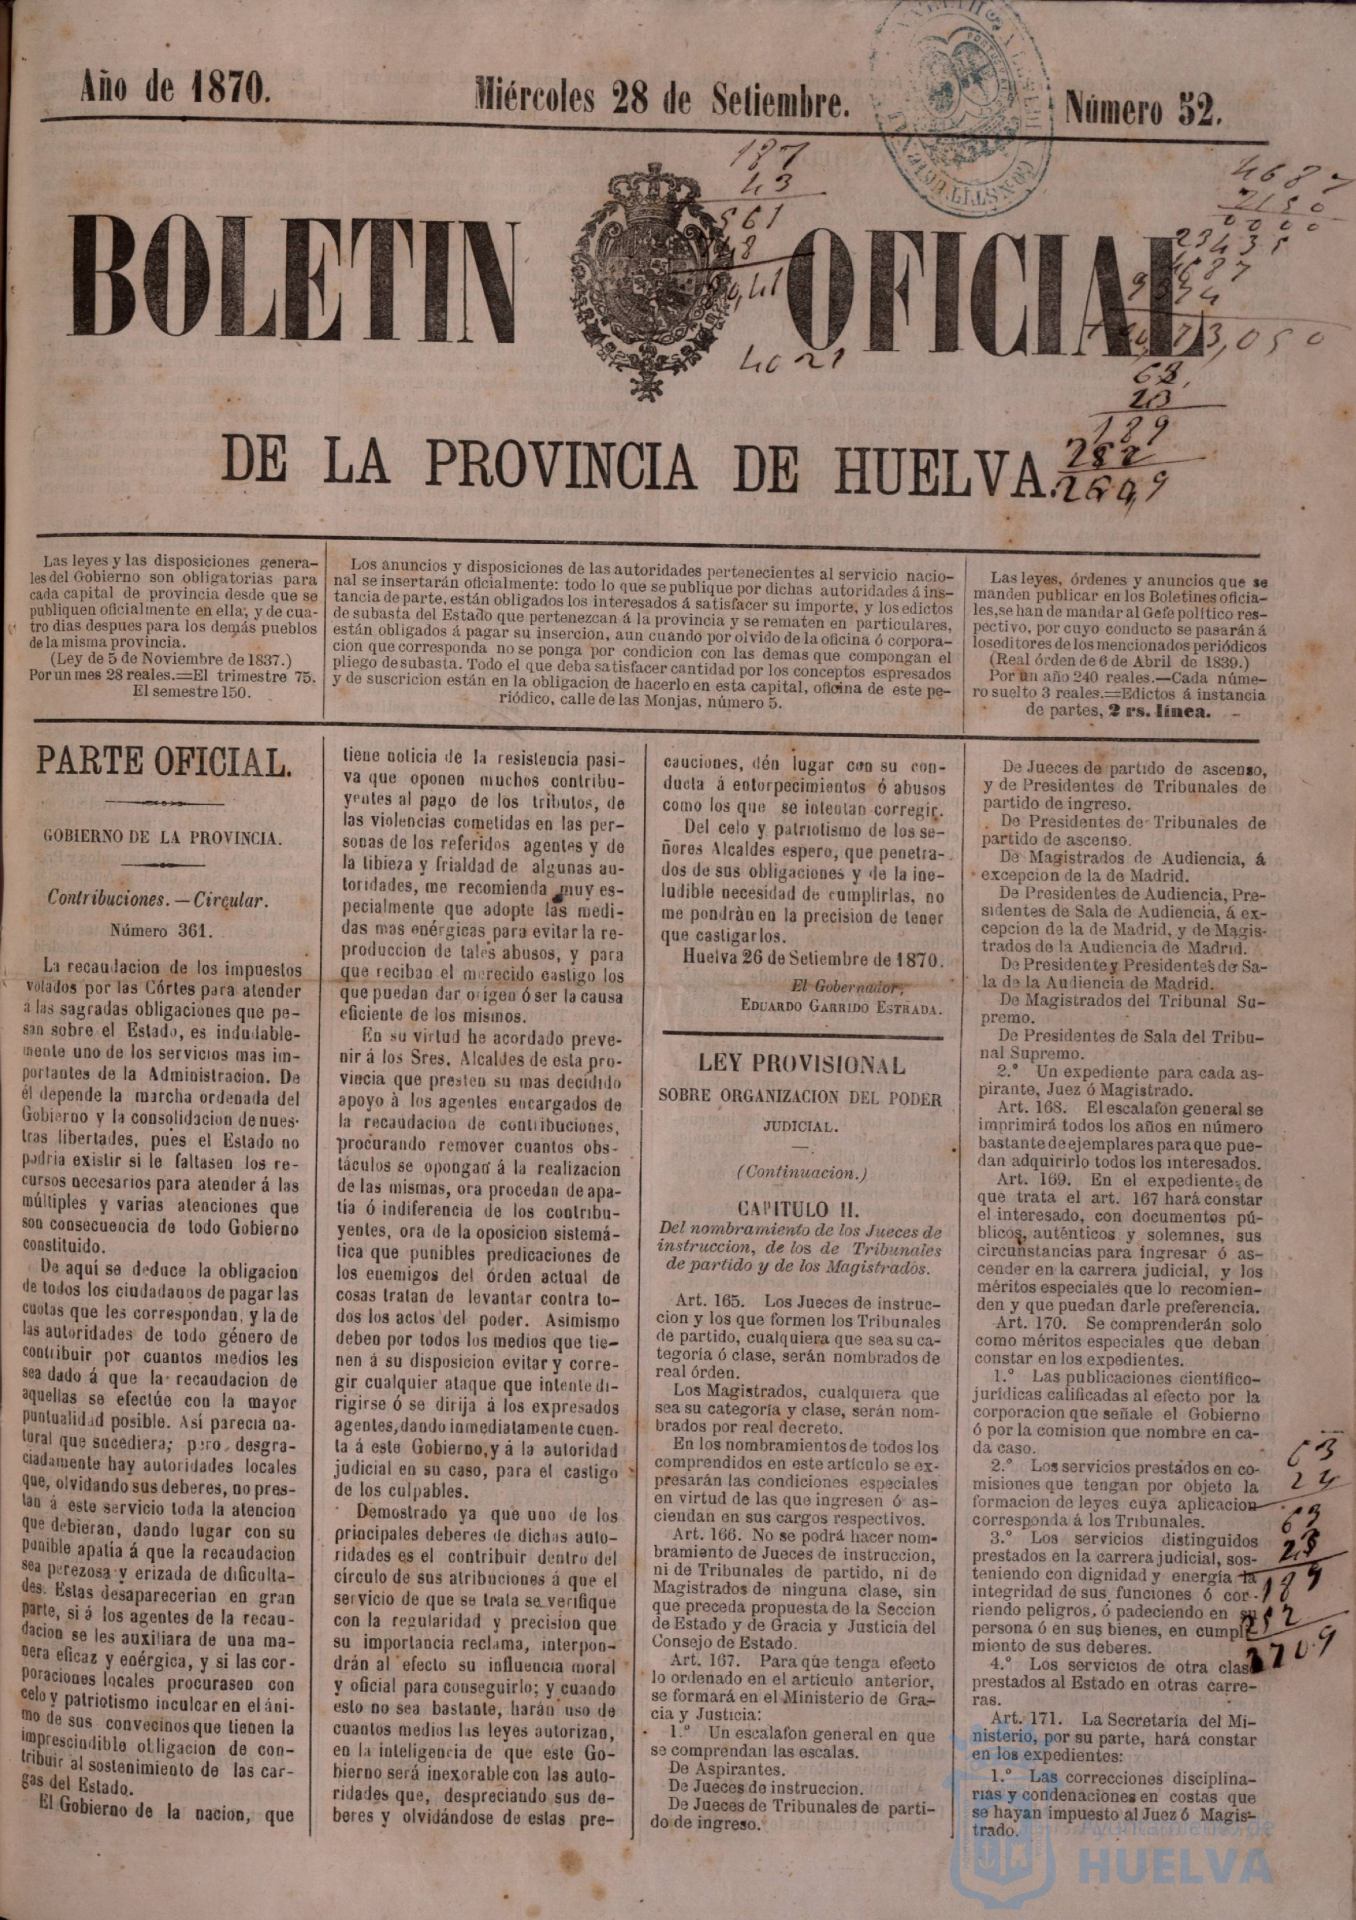 Año de 1870.
Miércoles 28 de Setiembre.
Número 52.
BOLETIN OFICIAL
DE LA PROVINCIA DE HUELVA.
Las leyes y las disposiciones genera-
les del Gobierno son obligatorias para
cada capital de provincia desde que se
publiquen oficialmente en ella, y de cua-
tro dias despues para los demás pueblos
de la misma provincia.
(Ley de 5 de Noviembre de 1837.)
Por un mes 28 reales.=El trimestre 75.
El semestre 150.
Los anuncios y disposiciones de las autoridades pertenecientes al servicio nacio-
nal se insertarán oficialmente: todo lo que se publique por dichas autoridades á ins-
tancia de parte, están obligados los interesados á satisfacer su importe, y los edictos
de subasta del Estado que pertenezcan á la provincia y se rematen en particulares,
están obligados á pagar su insercion, aun cuando por olvido de la oficina ó corpora-
cion que corresponda no se ponga por condicion con las demas que compongan el
pliego de subasta. Todo el que deba satisfacer cantidad por los conceptos espresados
y de suscricion están en la obligacion de hacerlo en esta capital, oficina de este pe-
riódico, calle de las Monjas, número 5.
Las leyes, órdenes y anuncios que se
manden publicar en los Boletines oficia-
les, se han de mandar al Gefe político res-
pectivo, por cuyo conducto se pasarán á
los editores de los mencionados periódicos
(Real órden de 6 de Abril de 1839.)
Por un año 240 reales.—Cada núme-
ro suelto 3 reales.=Edictos á instancia
de partes, 2 rs. línea.
PARTE OFICIAL.
GOBIERNO DE LA PROVINCIA.
Contribuciones.—Circular.
Número 361.
La recaudacion de los impuestos
votados por las Córtes para atender
á las sagradas obligaciones que pe-
san sobre el Estado, es indudable-
mente uno de los servicios mas im-
portantes de la Administracion. De
él depende la marcha ordenada del
Gobierno y la consolidacion de nues-
tras libertades, pues el Estado no
podria existir si le faltasen los re-
cursos necesarios para atender á las
múltiples y varias atenciones que
son consecuencia de todo Gobierno
constituido.
De aquí se deduce la obligacion
de todos los ciudadanos de pagar las
cuotas que les correspondan, y la de
las autoridades de todo género de
contribuir por cuantos medios les
sea dado á que la recaudacion de
aquellas se efectúe con la mayor
puntualidad posible. Así parecia na-
tural que sucediera; pero, desgra-
ciadamente hay autoridades locales
que, olvidando sus deberes, no pres-
tan á este servicio toda la atencion
que debieran, dando lugar con su
punible apatia á que la recaudacion
sea perezosa y erizada de dificulta-
des. Estas desaparecerian en gran
parte, si á los agentes de la recau-
dacion se les auxiliara de una ma-
nera eficaz y enérgica, y si las cor-
poraciones locales procurasen con
celo y patriotismo inculcar en el áni-
mo de sus convecinos que tienen la
imprescindible obligacion de con-
tribuir al sostenimiento de las car-
gas del Estado.
El Gobierno de la nacion, que
tiene noticia de la resistencia pasi-
va que oponen muchos contribu-
yentes al pago de los tributos, de
las violencias cometidas en las per-
sonas de los referidos agentes y de
la tibieza y frialdad de algunas au-
toridades, me recomienda muy es-
pecialmente que adopte las medi-
das mas enérgicas para evitar la re-
produccion de tales abusos, y para
que reciban el merecido castigo los
que puedan dar origen ó ser la causa
eficiente de los mismos.
En su virtud he acordado preve-
nir á los Sres. Alcaldes de esta pro-
vincia que presten su mas decidido
apoyo à los agentes encargados de
la recaudacion de contribuciones,
procurando remover cuantos obs-
táculos se opongan á la realizacion
de las mismas, ora procedan de apa-
tia ó indiferencia de los contribu-
yentes, ora de la oposicion sistemá-
tica que punibles predicaciones de
los enemigos del órden actual de
cosas tratan de levantar contra to-
dos los actos del poder. Asimismo
deben por todos los medios que tie-
nen á su disposicion evitar y corre-
gir cualquier ataque que intente di-
rigirse ó se dirija á los expresados
agentes, dando inmediatamente cuen-
ta á este Gobierno, y á la autoridad
judicial en su caso, para el castigo
de los culpables.
Demostrado ya que uno de los
principales deberes de dichas auto-
ridades es el contribuir dentro del
círculo de sus atribuciones á que el
servicio de que se trata se verifique
con la regularidad y precision que
su importancia reclama, interpon-
drán al efecto su influencia moral
y oficial para conseguirlo; y cuando
esto no sea bastante, harán uso de
cuantos medios las leyes autorizan,
en la inteligencia de que este Go-
bierno será inexorable con las auto-
ridades que, despreciando sus de-
beres y olvidándose de estas pre-
cauciones, dén lugar con su con-
ducta á entorpecimientos ó abusos
como los que se intentan corregir.
Del celo y patriotismo de los se-
ñores Alcaldes espero, que penetra-
dos de sus obligaciones y de la ine-
ludible necesidad de cumplirlas, no
me pondràn en la precision de tener
que castigarlos.
Huelva 26 de Setiembre de 1870.
El Gobernador,
EDUARDO GARRIDO ESTRADA.
LEY PROVISIONAL
SOBRE ORGANIZACION DEL PODER
JUDICIAL.
(Continuacion.)
CAPITULO II.
Del nombramiento de los Jueces de
instruccion, de los de Tribunales
de partido y de los Magistrados.
Art. 165. Los Jueces de instruc-
cion y los que formen los Tribunales
de partido, cualquiera que sea su ca-
tegoría ó clase, serán nombrados de
real órden.
Los Magistrados, cualquiera que
sea su categoría y clase, serán nom-
brados por real decreto.
En los nombramientos de todos los
comprendidos en este artículo se ex-
presarán las condiciones especiales
en virtud de las que ingresen ó as-
ciendan en sus cargos respectivos.
Art. 166. No se podrá hacer nom-
bramiento de Jueces de instruccion,
ni de Tribunales de partido, ni de
Magistrados de ninguna clase, sin
que preceda propuesta de la Seccion
de Estado y de Gracia y Justicia del
Consejo de Estado.
Art. 167. Para que tenga efecto
lo ordenado en el articulo anterior,
se formará en el Ministerio de Gra-
cia y Justicia:
1.° Un escalafon general en que
se comprendan las escalas.
De Aspirantes.
De Jueces de instruccion.
De Jueces de Tribunales de parti-
do de ingreso.
De Jueces de partido de ascenso,
y de Presidentes de Tribunales de
partido de ingreso.
De Presidentes de Tribunales de
partido de ascenso.
De Magistrados de Audiencia, á
excepcion de la de Madrid.
De Presidentes de Audiencia, Pre-
sidentes de Sala de Audiencia, á ex-
cepcion de la de Madrid, y de Magis-
trados de la Audiencia de Madrid.
De Presidente y Presidentes de Sa-
la de la Audiencia de Madrid.
De Magistrados del Tribunal Su-
premo.
De Presidentes de Sala del Tribu-
nal Supremo.
2.° Un expediente para cada as-
pirante, Juez ó Magistrado.
Art. 168. El escalafon general se
imprimirá todos los años en número
bastante de ejemplares para que pue-
dan adquirirlo todos los interesados.
Art. 169. En el expediente de
que trata el art. 167 hará constar
el interesado, con documentos pú-
blicos, auténticos y solemnes, sus
circunstancias para ingresar ó as-
cender en la carrera judicial, y los
méritos especiales que lo recomien-
den y que puedan darle preferencia.
Art. 170. Se comprenderán solo
como méritos especiales que deban
constar en los expedientes.
1.° Las publicaciones científico-
jurídicas calificadas al efecto por la
corporacion que señale el Gobierno
ó por la comision que nombre en ca-
da caso.
2.° Los servicios prestados en co-
misiones que tengan por objeto la
formacion de leyes cuya aplicacion
corresponda á los Tribunales.
3.° Los servicios distinguidos
prestados en la carrera judicial, sos-
teniendo con dignidad y energía la
integridad de sus funciones ó cor-
riendo peligros, ó padeciendo en su
persona ó en sus bienes, en cumpli-
miento de sus deberes.
4.° Los servicios de otra clase
prestados al Estado en otras carre-
ras.
Art. 171. La Secretaría del Mi-
nisterio, por su parte, hará constar
en los expedientes:
1.° Las correcciones disciplina-
rias y condenaciones en costas que
se hayan impuesto al Juez ó Magis-
trado.
187
43
561
4021
4687
0000
23435
189
2609
63
24
63
189
252
2709
Ayuntamiento de
HUELVA